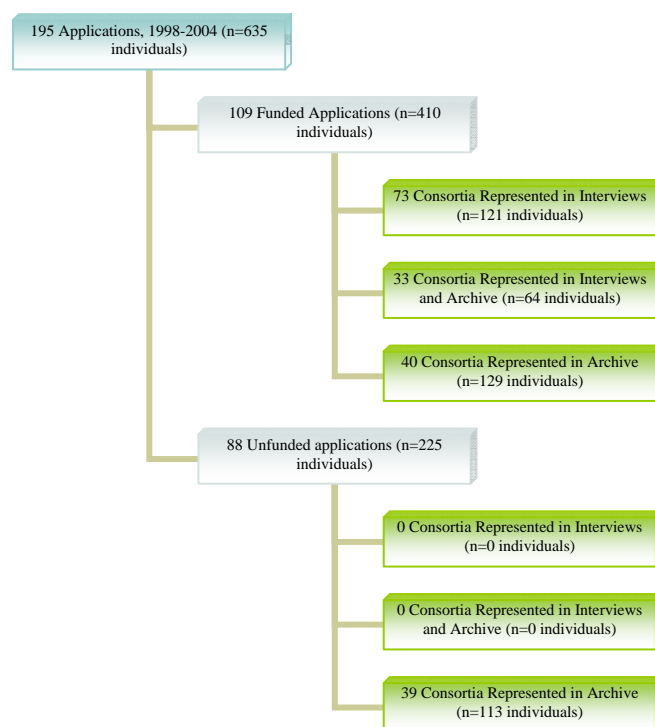 195 Applications, 1998-2004 (n=635
individuals)
109 Funded Applications (n=410
individuals)
73 Consortia Represented in Interviews
(n=121 individuals)
33 Consortia Represented in Interviews
and Archive (n=64 individuals)
40 Consortia Represented in Archive
(n=129 individuals)
88 Unfunded applications (n=225
individuals)
0 Consortia Represented in Interviews
(n=0 individuals)
0 Consortia Represented in Interviews
and Archive (n=0 individuals)
39 Consortia Represented in Archive
(n=113 individuals)